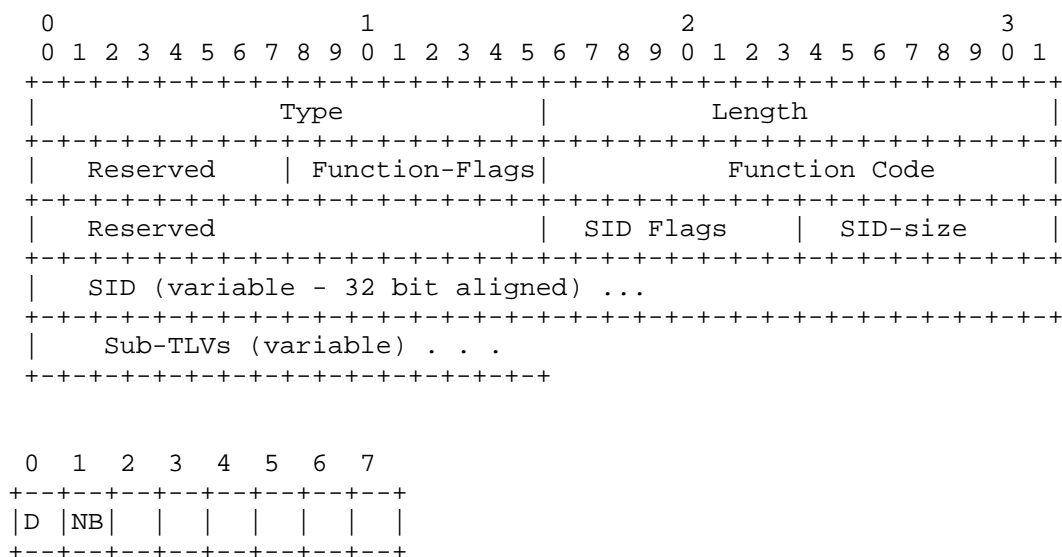 0                   1                   2                   3
0 1 2 3 4 5 6 7 8 9 0 1 2 3 4 5 6 7 8 9 0 1 2 3 4 5 6 7 8 9 0 1
+-+-+-+-+-+-+-+-+-+-+-+-+-+-+-+-+-+-+-+-+-+-+-+-+-+-+-+-+-+-+-+-+
|               Type            |          Length               |
+-+-+-+-+-+-+-+-+-+-+-+-+-+-+-+-+-+-+-+-+-+-+-+-+-+-+-+-+-+-+-+-+
|   Reserved    | Function-Flags|           Function Code       |
+-+-+-+-+-+-+-+-+-+-+-+-+-+-+-+-+-+-+-+-+-+-+-+-+-+-+-+-+-+-+-+-+
|   Reserved                    |  SID Flags    |  SID-size     |
+-+-+-+-+-+-+-+-+-+-+-+-+-+-+-+-+-+-+-+-+-+-+-+-+-+-+-+-+-+-+-+-+
|   SID (variable - 32 bit aligned) ...
+-+-+-+-+-+-+-+-+-+-+-+-+-+-+-+-+-+-+-+-+-+-+-+-+-+-+-+-+-+-+-+-+
|    Sub-TLVs (variable) . . .
+-+-+-+-+-+-+-+-+-+-+-+-+-+-+-+-+
0  1  2  3  4  5  6  7
+--+--+--+--+--+--+--+--+
|D |NB|  |  |  |  |  |  |
+--+--+--+--+--+--+--+--+